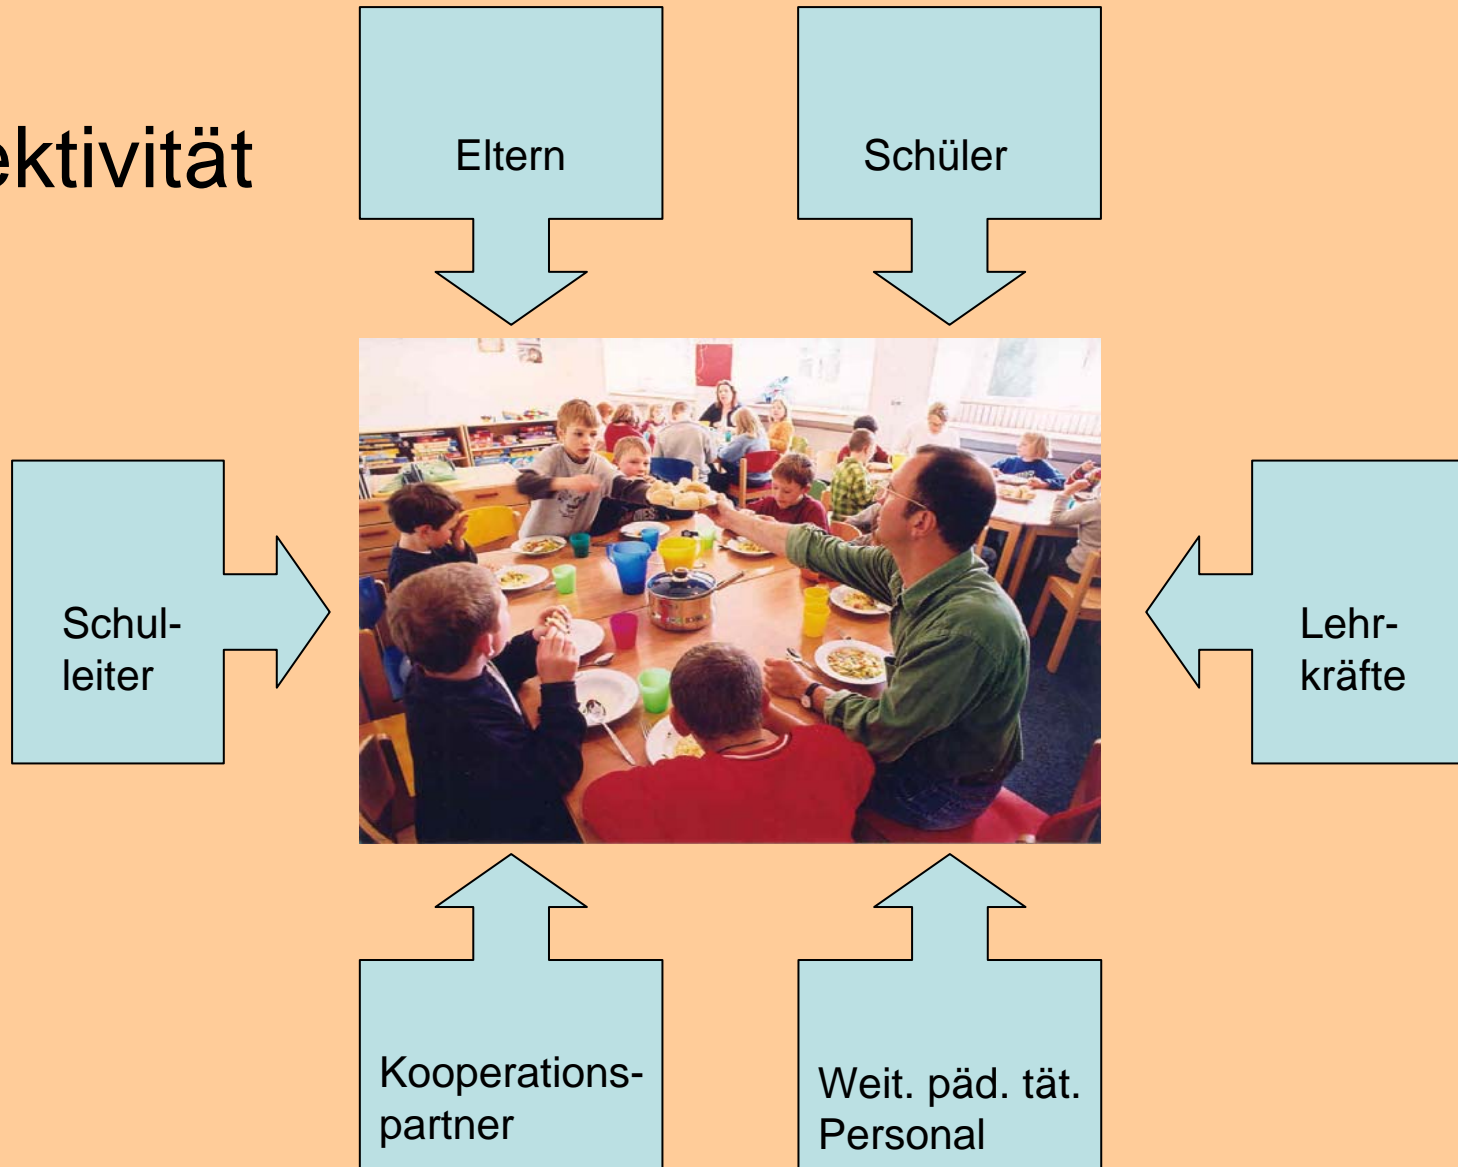 ektivität
Eltern
Schüler
Schul-
leiter
Lehr-
kräfte
Kooperations-
partner
Weit. päd. tät.
Personal